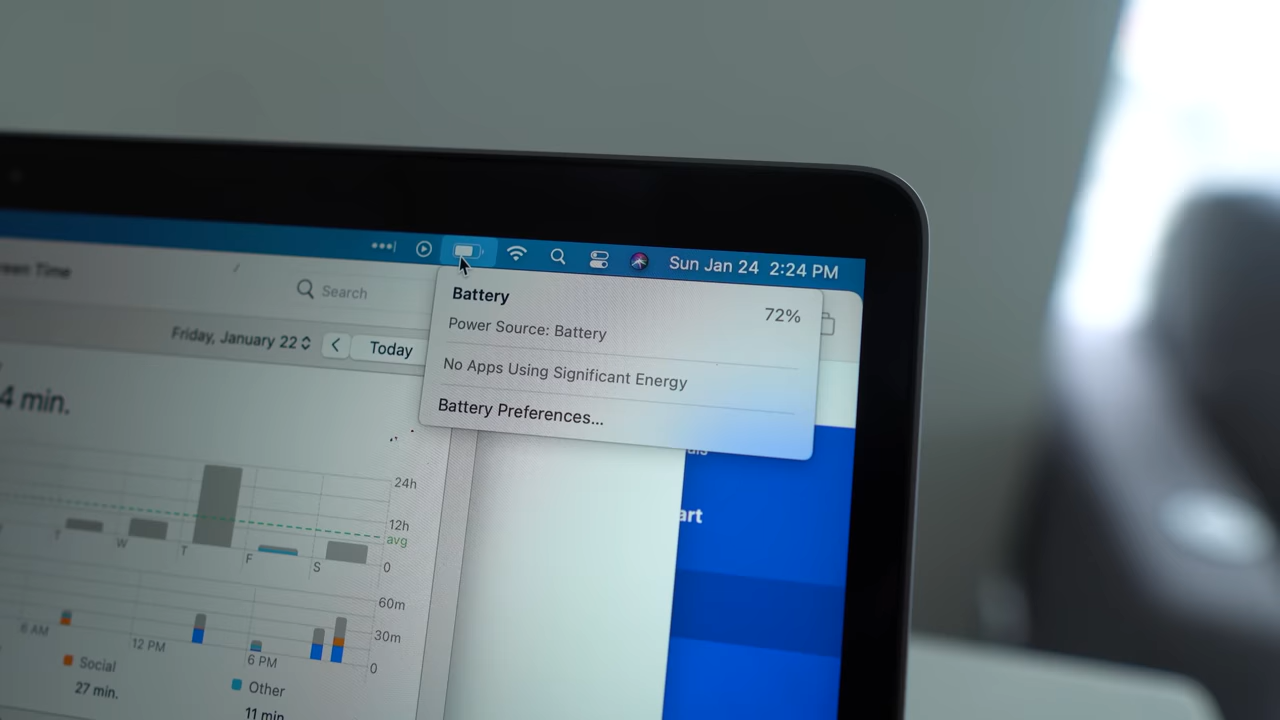 Sun Jan 24 2:24 PM
Screen Time
Search
Battery
72%
Power Source: Battery
No Apps Using Significant Energy
Battery Preferences...
Friday, January 22
Today
4 min.
24h
12h
avg
0
T
W
T
F
S
60m
30m
0
6 AM
12 PM
6 PM
Social
27 min.
Other
11 min
art